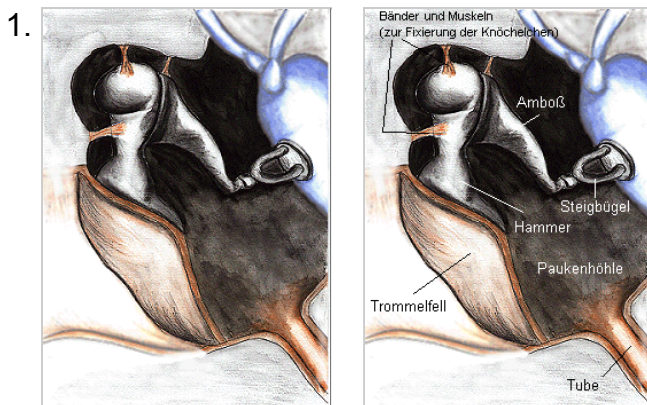 1.
Bänder und Muskeln
(zur Fixierung der Knöchelchen)
Amboß
Steigbügel
Hammer
Paukenhöhle
Trommelfell
Tube